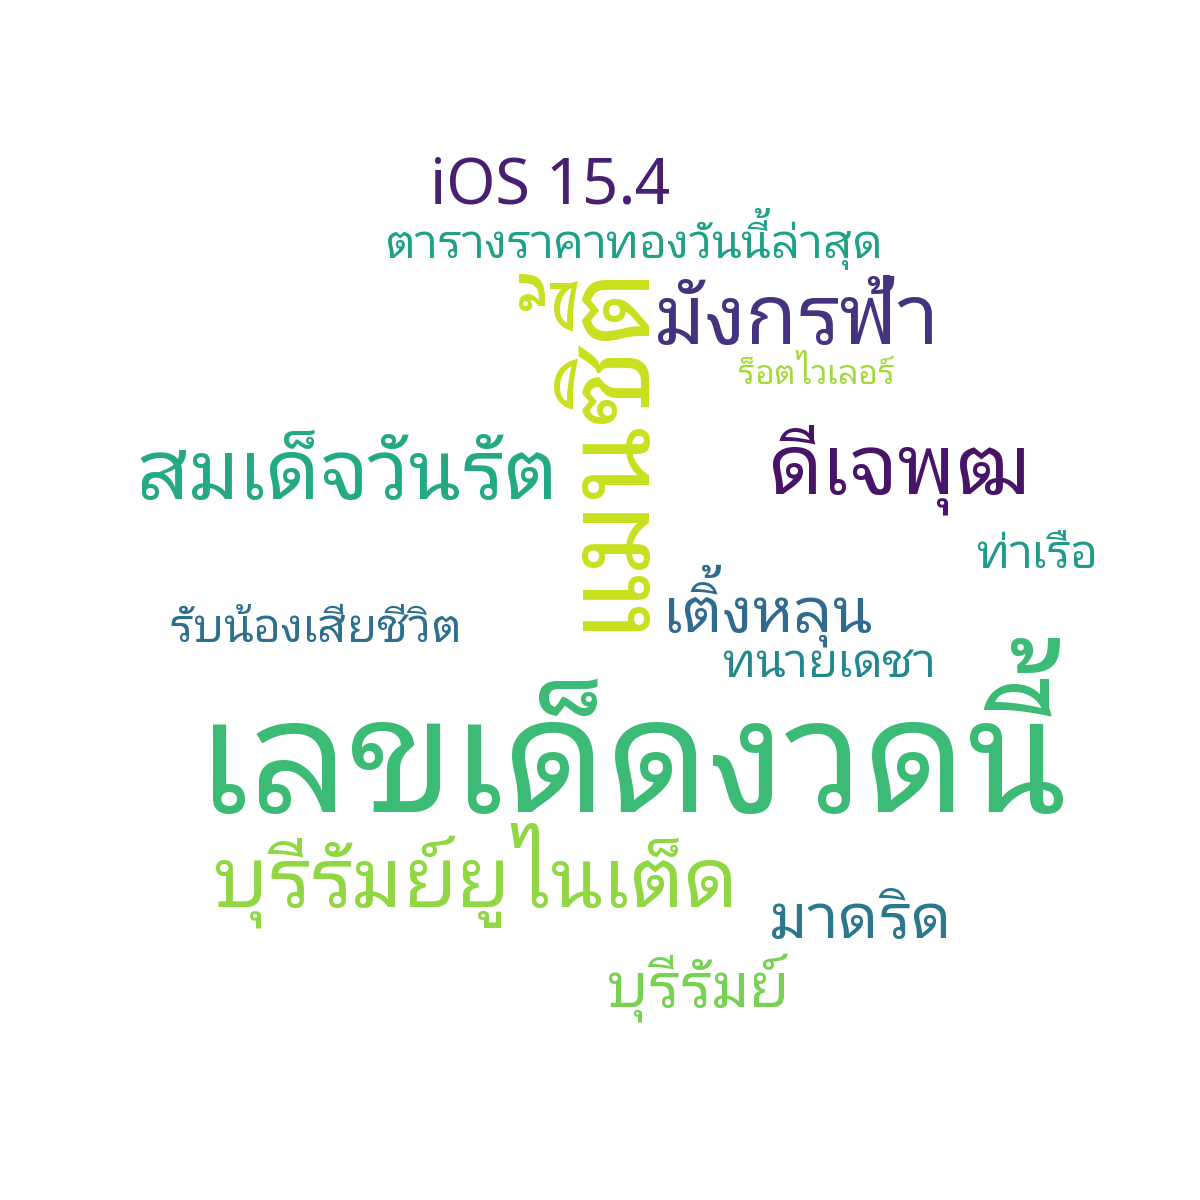 iOS 15.4
ตารางราคาทองวันนี้ล่าสุด
แมนซิตี้
มังกรฟ้า
ร็อตไวเลอร์
สมเด็จวันรัต
ดีเจพุฒ
ท่าเรือ
เติ้งหลุน
รับน้องเสียชีวิต
ทนายเดชา
เลขเด็ดงวดนี้
บุรีรัมย์ยูไนเต็ด
มาดริด
บุรีรัมย์